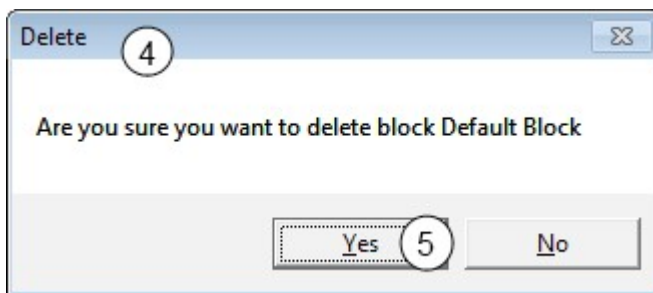 Delete 4
Are you sure you want to delete block Default Block
Yes 5 No